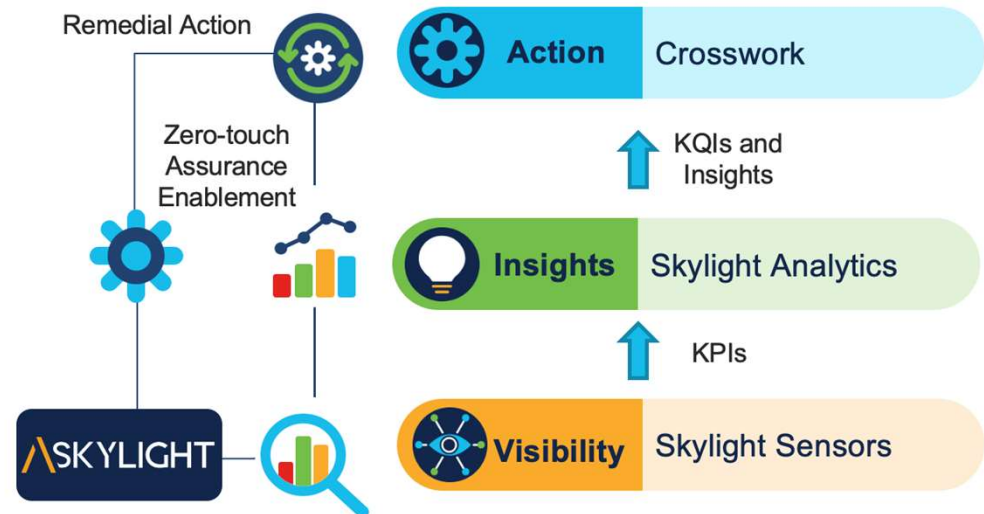 Remedial Action
Zero-touch
Assurance
Enablement
SKYLIGHT
Action
Crosswork
KQIs and
Insights
Insights
Skylight Analytics
KPIs
Visibility
Skylight Sensors